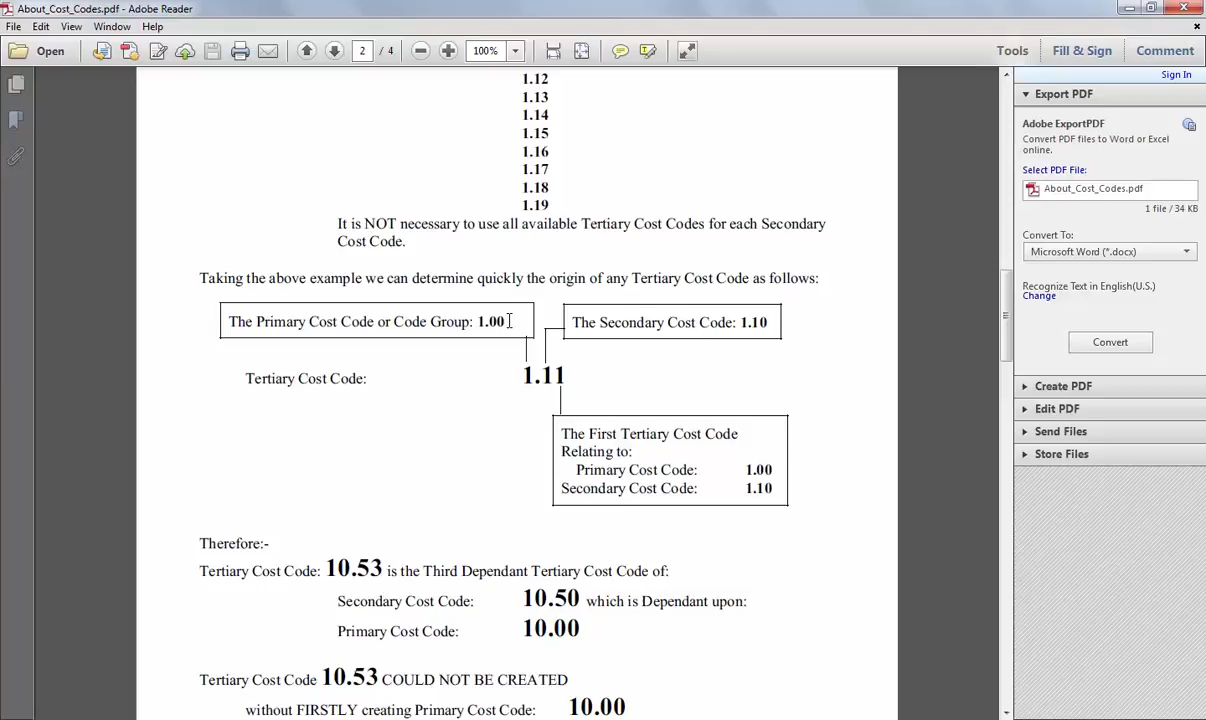 About_Cost_Codes.pdf - Adobe Reader
File Edit View Window Help
Open 2 / 4 100% Tools Fill & Sign Comment
Sign In
Export PDF
Adobe ExportPDF
Convert PDF files to Word or Excel
online.
Select PDF File:
About_Cost_Codes.pdf
1 file / 34 KB
Convert To:
Microsoft Word (*.docx)
Recognize Text in English(U.S.)
Change
Convert
Create PDF
Edit PDF
Send Files
Store Files
1.12
1.13
1.14
1.15
1.16
1.17
1.18
1.19
It is NOT necessary to use all available Tertiary Cost Codes for each Secondary
Cost Code.
Taking the above example we can determine quickly the origin of any Tertiary Cost Code as follows:
The Primary Cost Code or Code Group: 1.00
The Secondary Cost Code: 1.10
Tertiary Cost Code: 1.11
The First Tertiary Cost Code
Relating to:
Primary Cost Code: 1.00
Secondary Cost Code: 1.10
Therefore:-
Tertiary Cost Code: 10.53 is the Third Dependant Tertiary Cost Code of:
Secondary Cost Code: 10.50 which is Dependant upon:
Primary Cost Code: 10.00
Tertiary Cost Code 10.53 COULD NOT BE CREATED
without FIRSTLY creating Primary Cost Code: 10.00